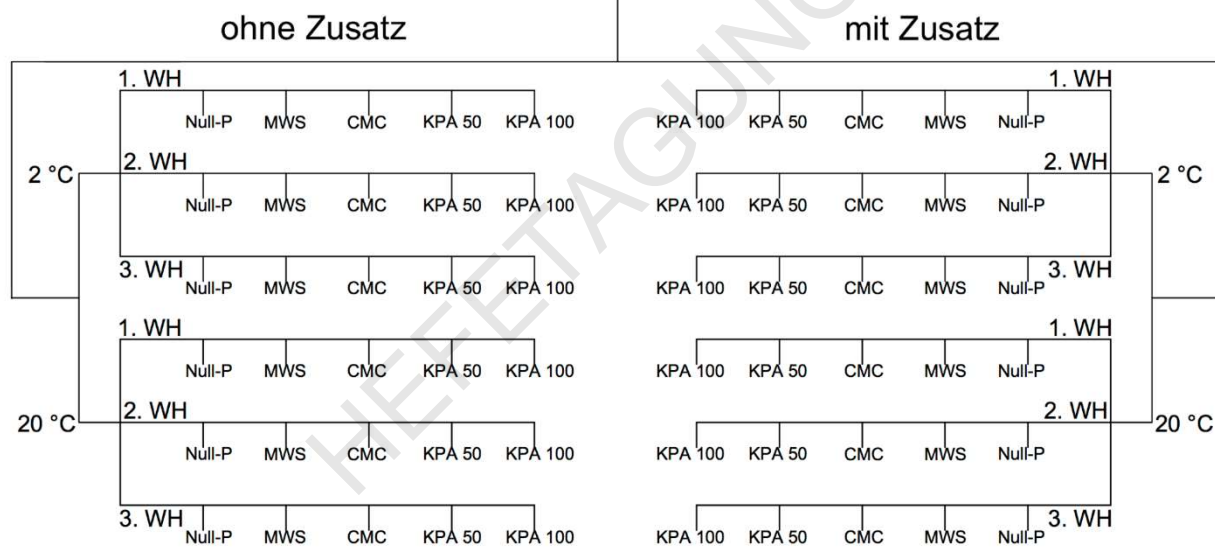 ohne Zusatz mit Zusatz
1. WH 1. WH
Null-P MWS CMC KPA 50 KPA 100 KPA 100 KPA 50 CMC MWS Null-P
2 °C 2. WH 2. WH 2 °C
Null-P MWS CMC KPA 50 KPA 100 KPA 100 KPA 50 CMC MWS Null-P
3. WH 3. WH
Null-P MWS CMC KPA 50 KPA 100 KPA 100 KPA 50 CMC MWS Null-P
1. WH 1. WH
Null-P MWS CMC KPA 50 KPA 100 KPA 100 KPA 50 CMC MWS Null-P
20 °C 2. WH 2. WH 20 °C
Null-P MWS CMC KPA 50 KPA 100 KPA 100 KPA 50 CMC MWS Null-P
3. WH 3. WH
Null-P MWS CMC KPA 50 KPA 100 KPA 100 KPA 50 CMC MWS Null-P
HEFETAGUNG